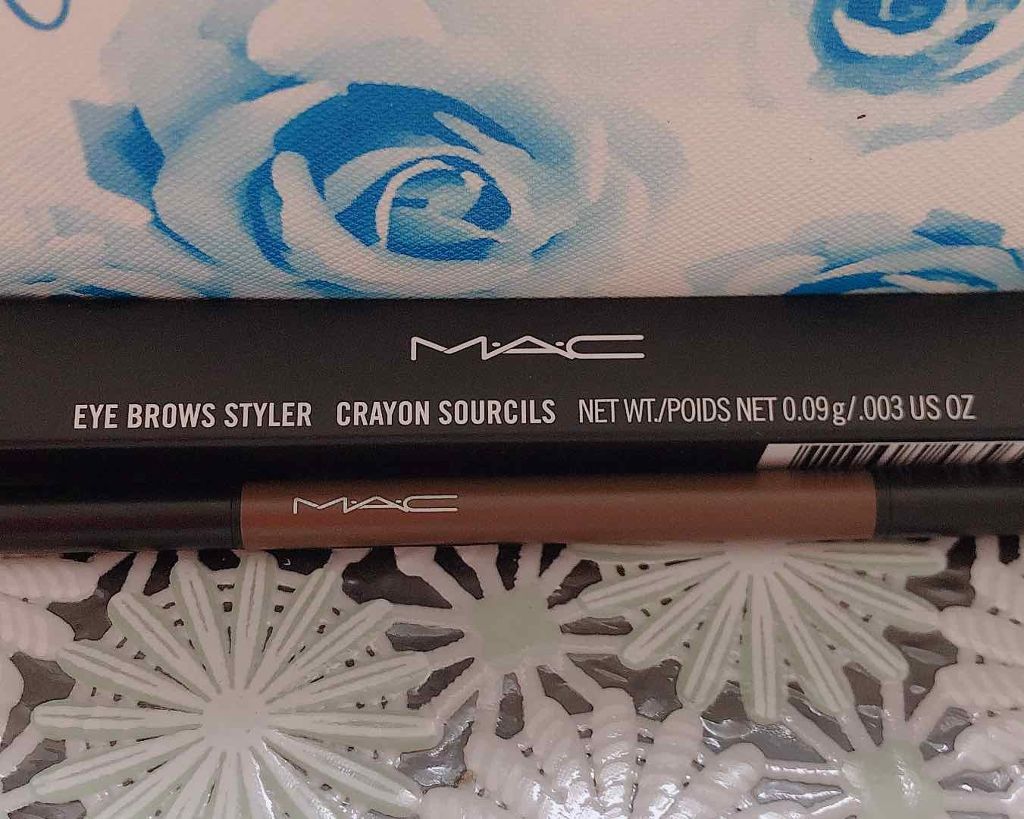 M·A·C
EYE BROWS STYLER CRAYON SOURCILS NET WT./POIDS NET 0.09 g/.003 US OZ
M·A·C